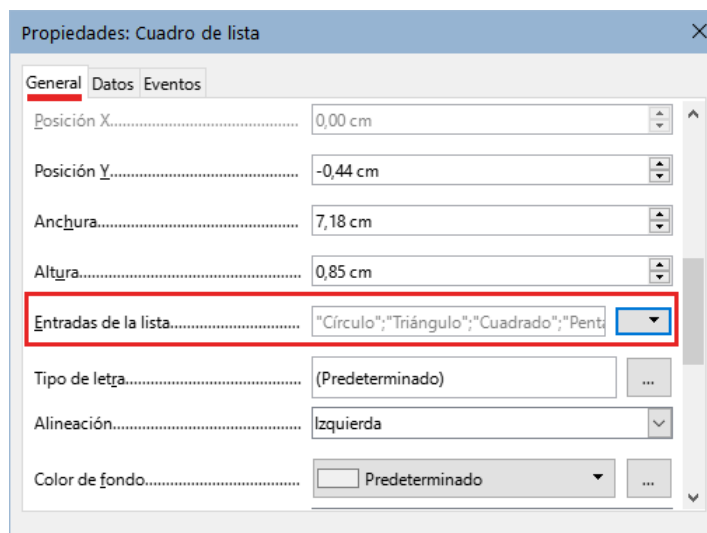 Propiedades: Cuadro de lista
General Datos Eventos
Posición X 0,00 cm
Posición Y -0,44 cm
Anchura 7,18 cm
Altura 0,85 cm
Entradas de la lista "Círculo";"Triángulo";"Cuadrado";"Penta
Tipo de letra (Predeterminado) ...
Alineación Izquierda
Color de fondo Predeterminado ...